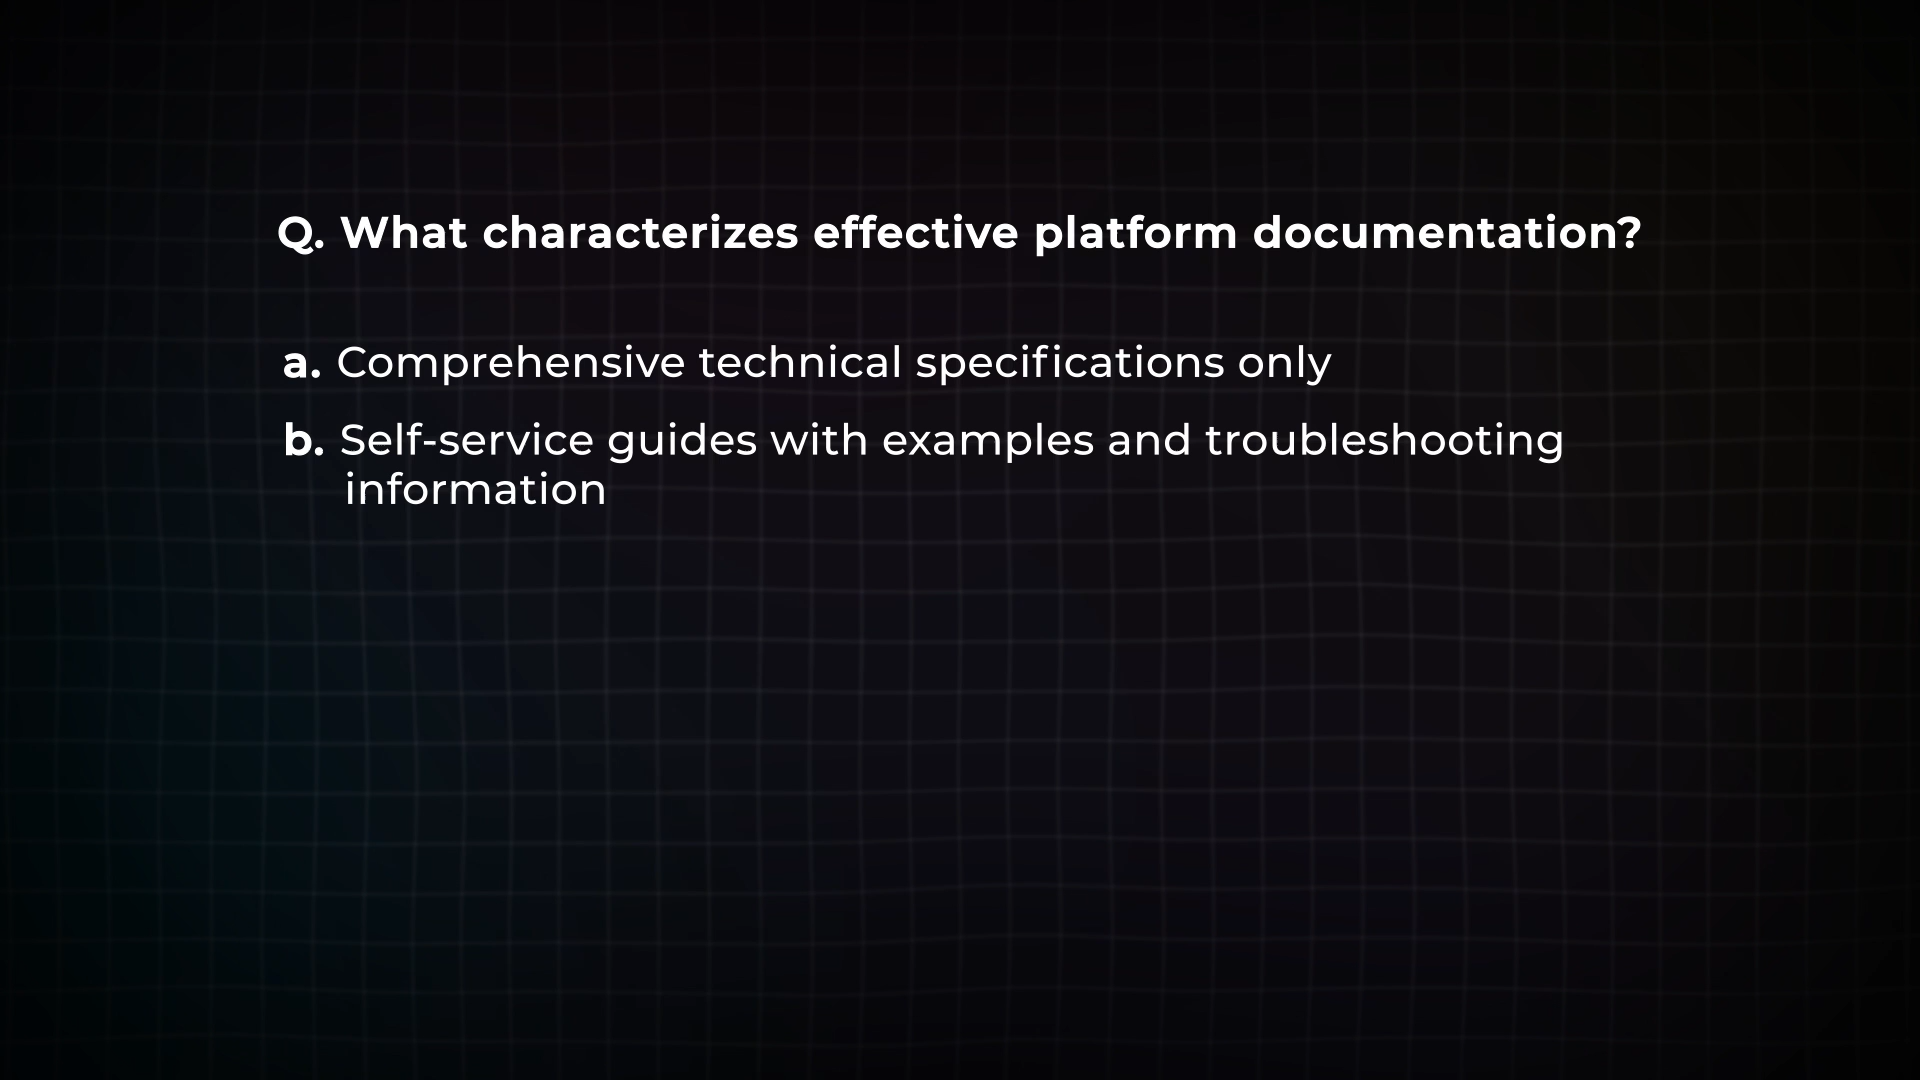 Q. What characterizes effective platform documentation?
a. Comprehensive technical specifications only
b. Self-service guides with examples and troubleshooting
information